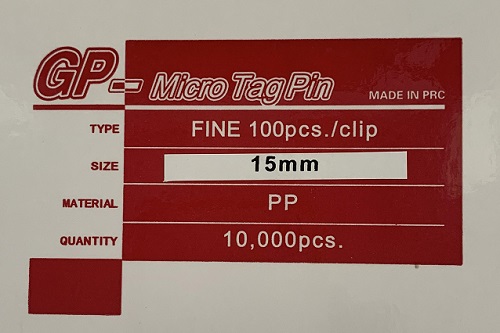 GP- Micro Tag Pin MADE IN PRC
TYPE FINE 100pcs./clip
SIZE 15mm
MATERIAL PP
QUANTITY 10,000pcs.